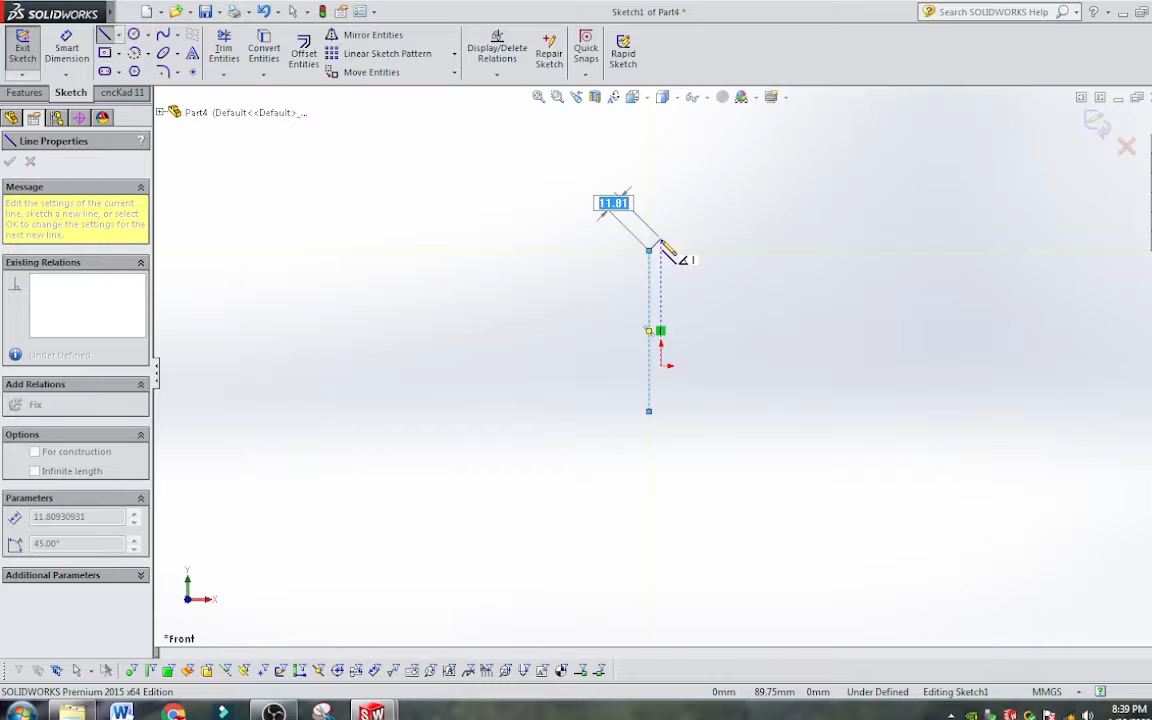 SOLIDWORKS
Sketch1 of Part4 *
Search SOLIDWORKS Help
Exit Sketch
Smart Dimension
Trim Entities
Convert Entities
Offset Entities
Mirror Entities
Linear Sketch Pattern
Move Entities
Display/Delete Relations
Repair Sketch
Quick Snaps
Rapid Sketch
Features
Sketch
cncKad 11
Part4 (Default<<Default>_...
Line Properties
?
Message
Edit the settings of the current
line, sketch a new line, or select
OK to change the settings for the
next new line.
11.81
Existing Relations
Under Defined
Add Relations
Fix
Options
For construction
Infinite length
Parameters
11.80930931
45.00°
Additional Parameters
Y
X
*Front
SOLIDWORKS Premium 2015 x64 Edition
0mm
89.75mm
0mm
Under Defined
Editing Sketch1
MMGS
8:39 PM